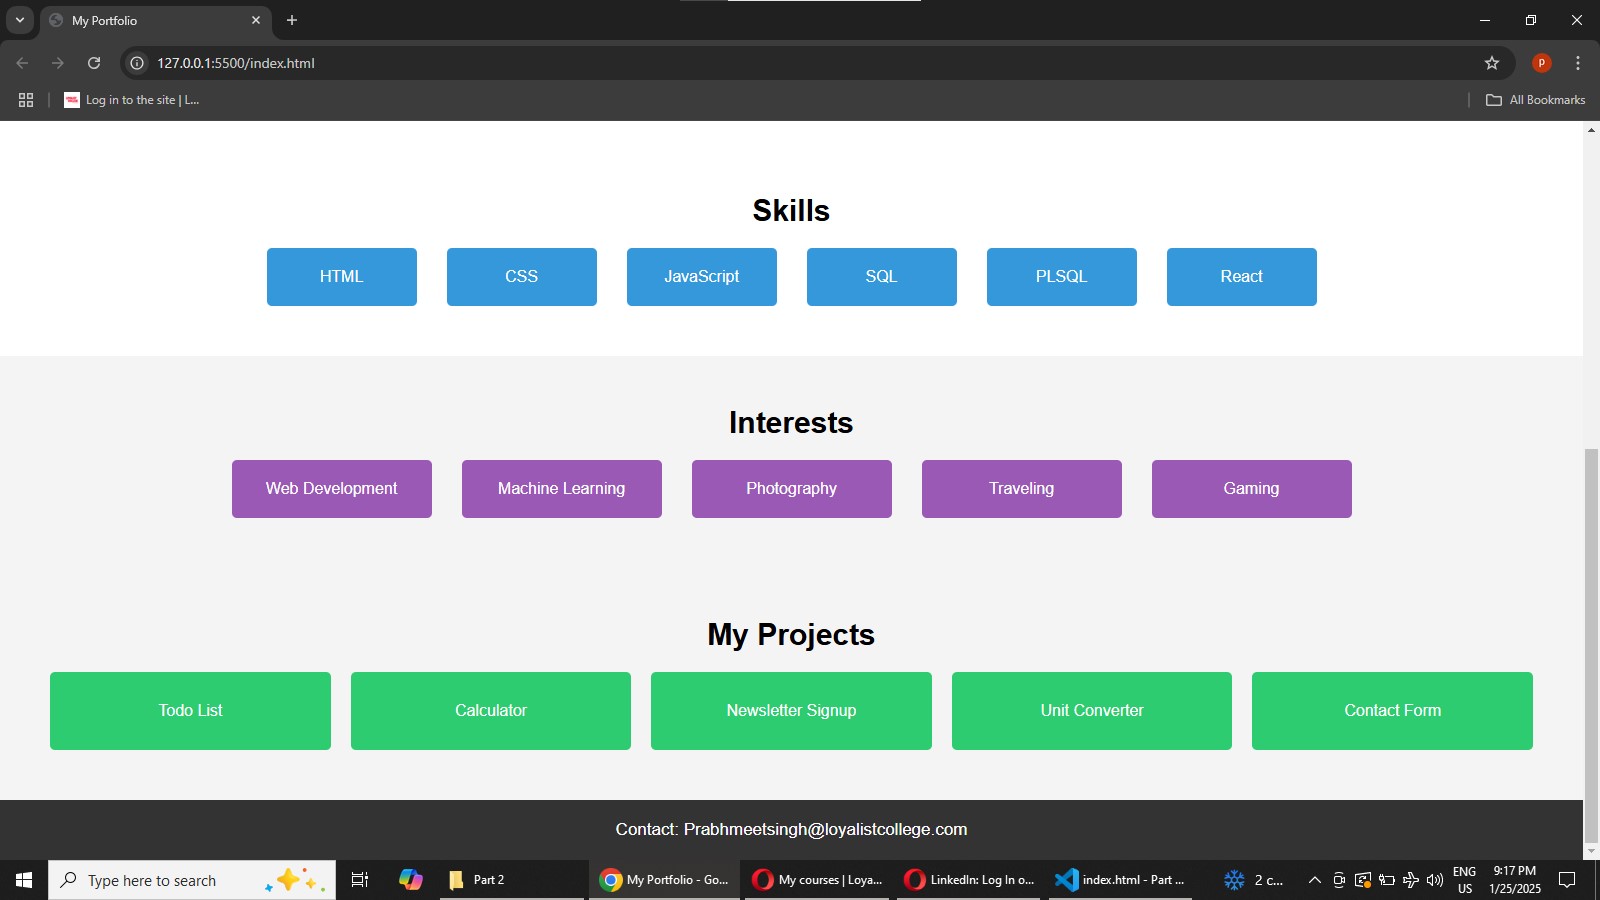 My Portfolio
127.0.0.1:5500/index.html
p
Log in to the site | L...
All Bookmarks
Skills
HTML
CSS
JavaScript
SQL
PLSQL
React
Interests
Web Development
Machine Learning
Photography
Traveling
Gaming
My Projects
Todo List
Calculator
Newsletter Signup
Unit Converter
Contact Form
Contact: Prabhmeetsingh@loyalistcollege.com
Type here to search
Part 2
My Portfolio - Go...
My courses | Loya...
LinkedIn: Log In o...
index.html - Part ...
2 c...
ENG
US
9:17 PM
1/25/2025